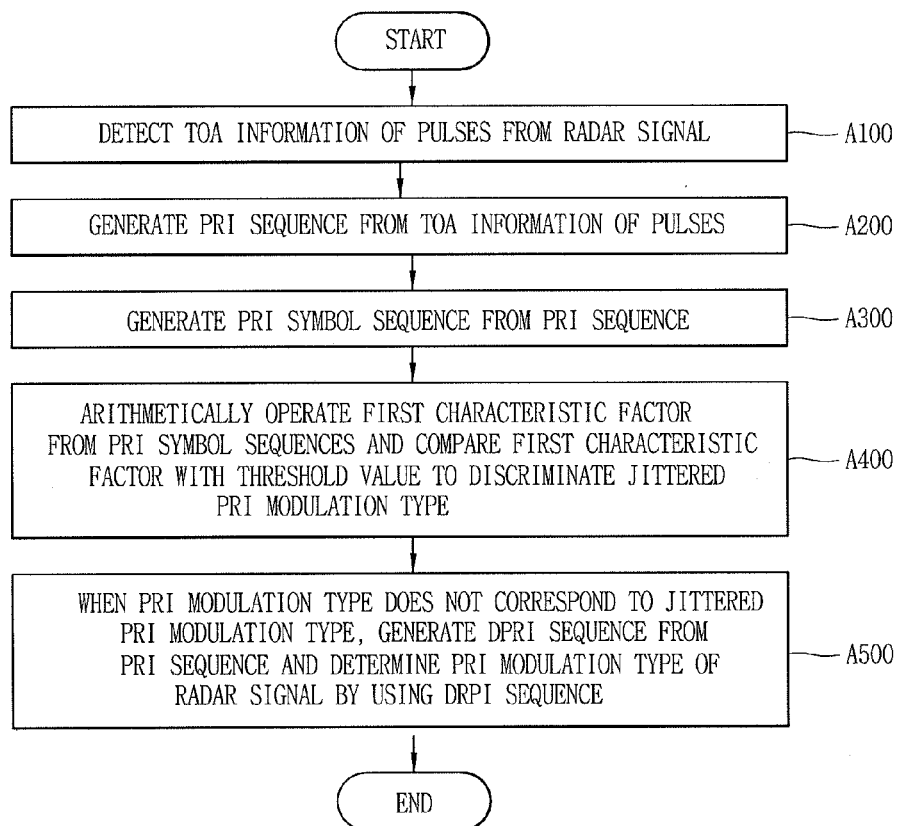 START
DETECT TOA INFORMATION OF PULSES FROM RADAR SIGNAL
A100
GENERATE PRI SEQUENCE FROM TOA INFORMATION OF PULSES
A200
GENERATE PRI SYMBOL SEQUENCE FROM PRI SEQUENCE
A300
ARITHMETICALLY OPERATE FIRST CHARACTERISTIC FACTOR
FROM PRI SYMBOL SEQUENCES AND COMPARE FIRST CHARACTERISTIC
FACTOR WITH THRESHOLD VALUE TO DISCRIMINATE JITTERED
PRI MODULATION TYPE
A400
WHEN PRI MODULATION TYPE DOES NOT CORRESPOND TO JITTERED
PRI MODULATION TYPE, GENERATE DPRI SEQUENCE FROM
PRI SEQUENCE AND DETERMINE PRI MODULATION TYPE OF
RADAR SIGNAL BY USING DRPI SEQUENCE
A500
END